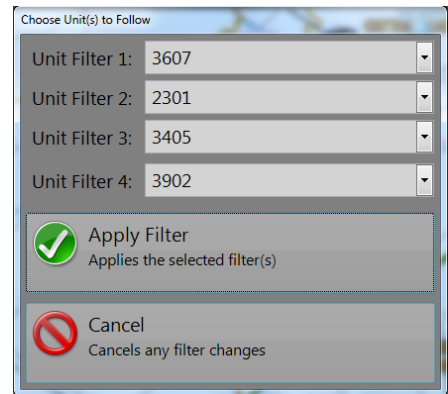 Choose Unit(s) to Follow
Unit Filter 1: 3607
Unit Filter 2: 2301
Unit Filter 3: 3405
Unit Filter 4: 3902
Apply Filter
Applies the selected filter(s)
Cancel
Cancels any filter changes